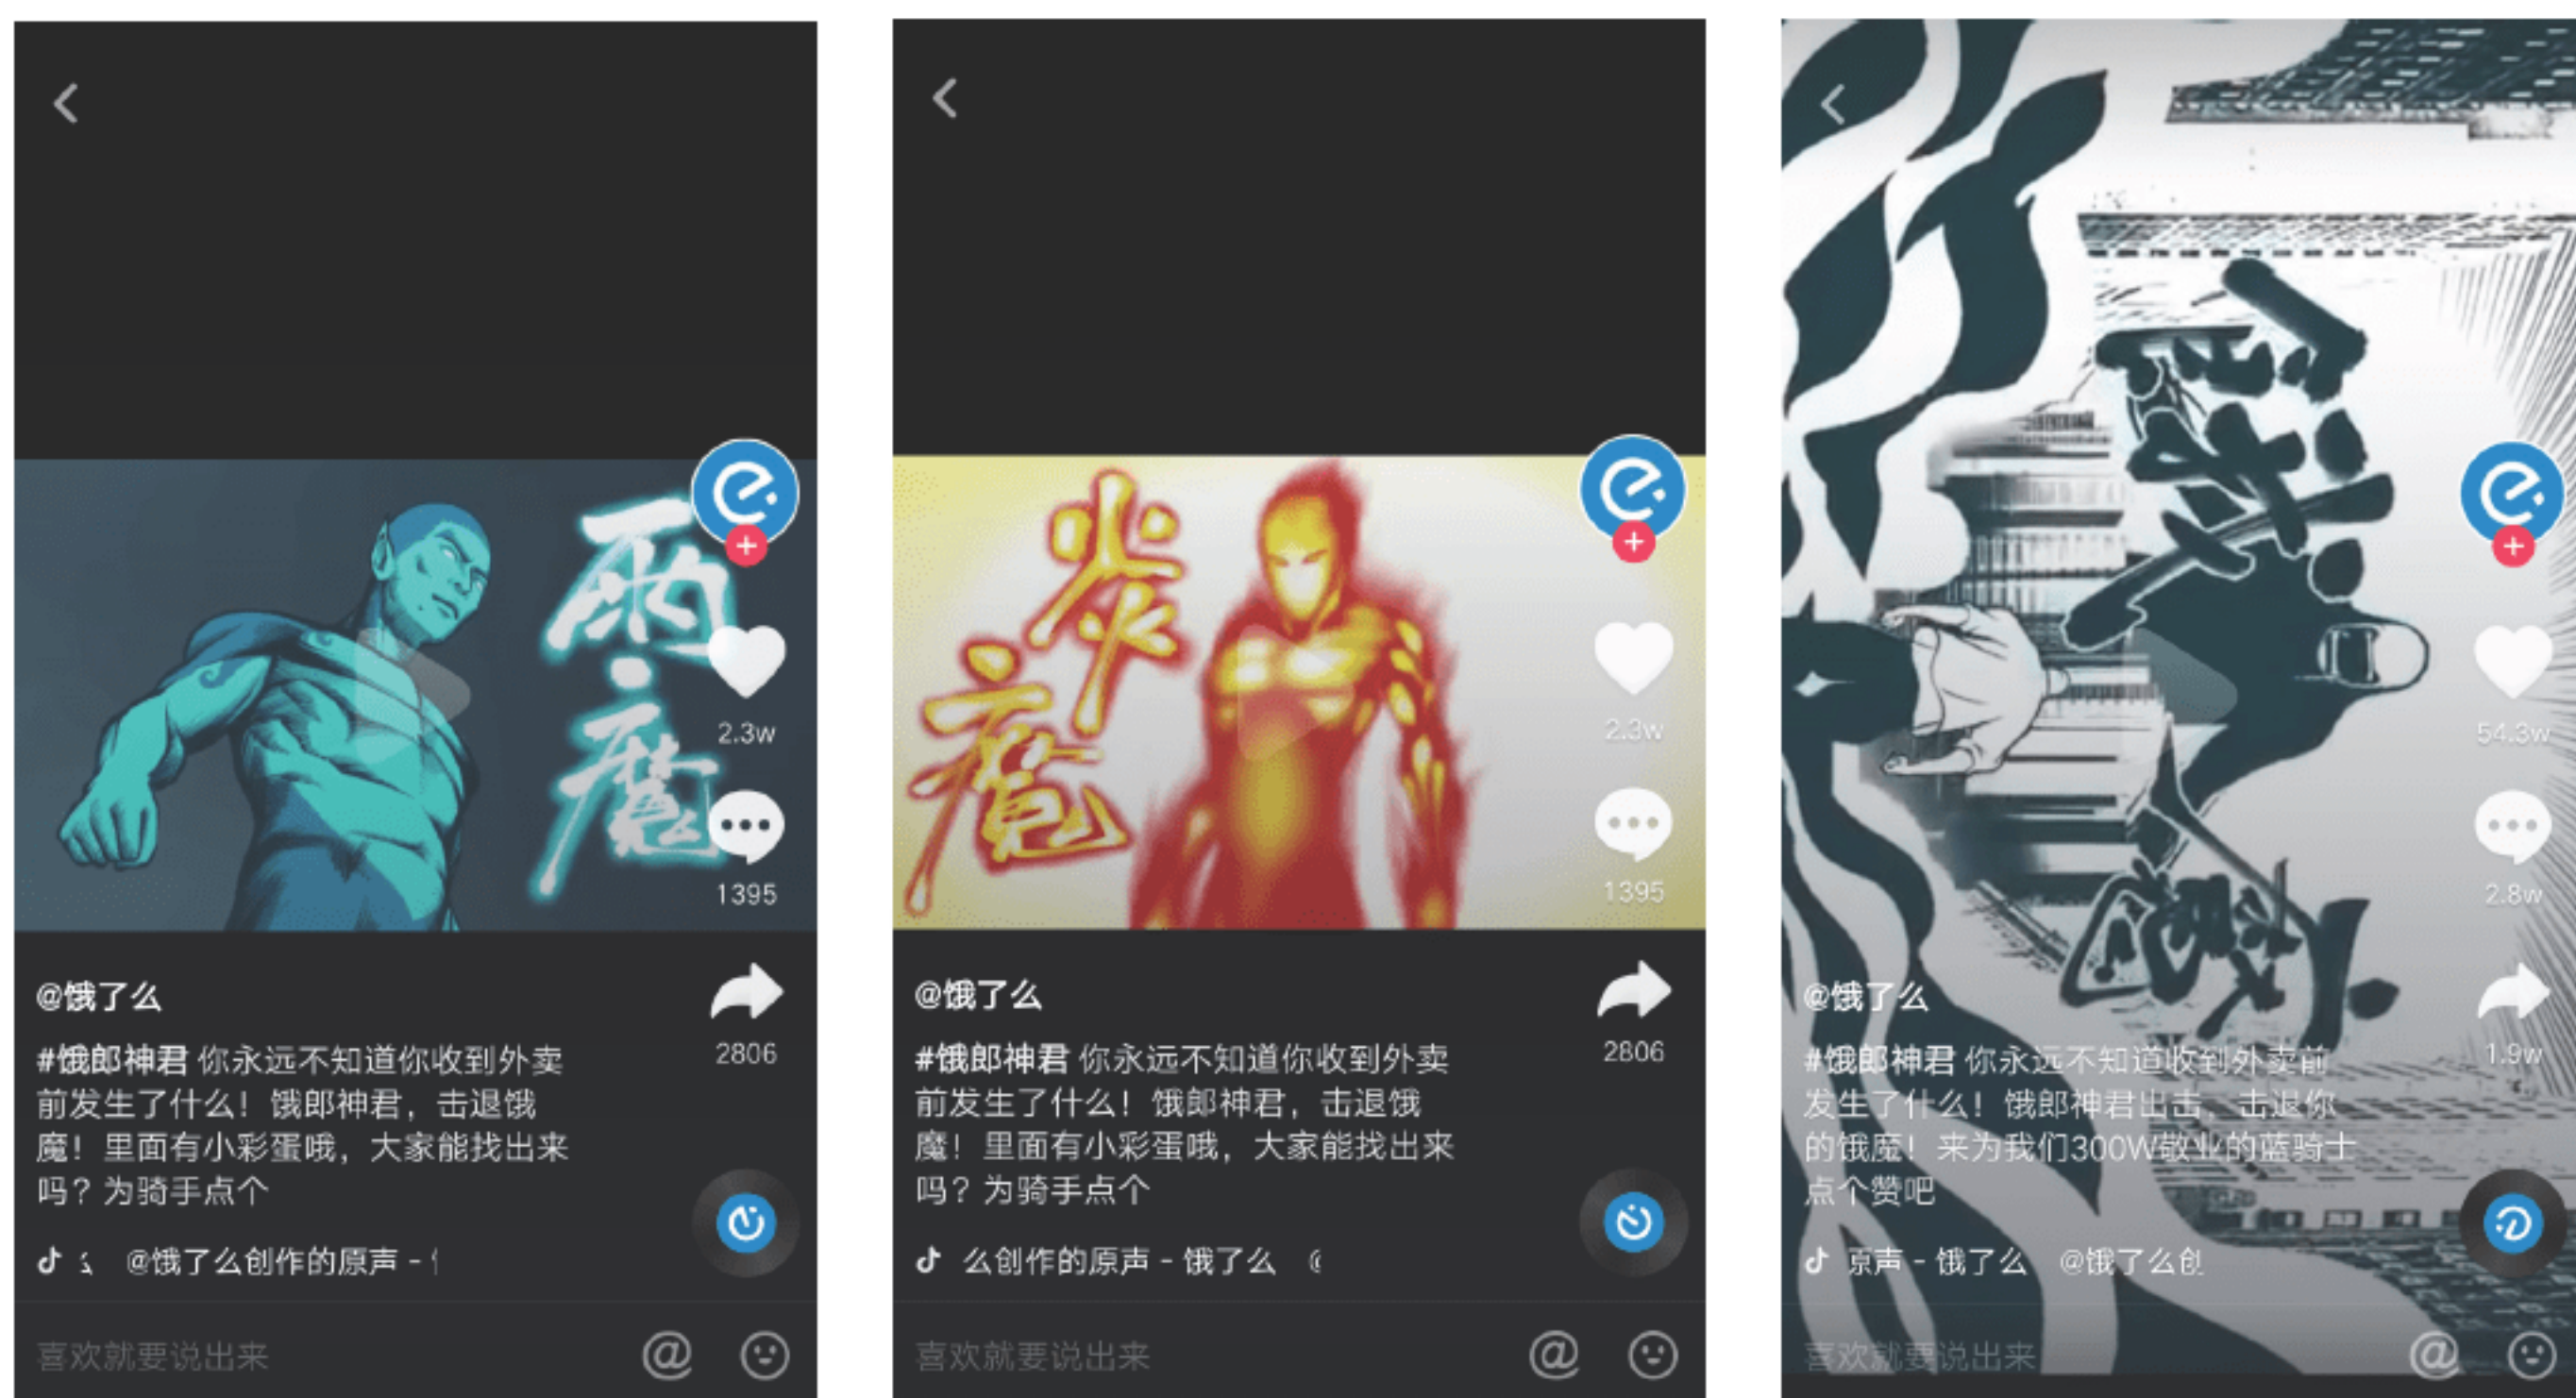 雨魔
2.3w
1395
@饿了么
2806
#饿郎神君 你永远不知道你收到外卖
前发生了什么！饿郎神君，击退饿
魔！里面有小彩蛋哦，大家能找出来
吗？为骑手点个
@饿了么创作的原声 -
喜欢就要说出来
炎魔
2.3w
1395
@饿了么
2806
#饿郎神君 你永远不知道你收到外卖
前发生了什么！饿郎神君，击退饿
魔！里面有小彩蛋哦，大家能找出来
吗？为骑手点个
么创作的原声 - 饿了么 @
喜欢就要说出来
54.3w
2.8w
@饿了么
1.9w
#饿郎神君 你永远不知道收到外卖前
发生了什么！饿郎神君出击，击退你
的饿魔！来为我们300W敬业的蓝骑士
点个赞吧
原声 - 饿了么 @饿了么创
喜欢就要说出来